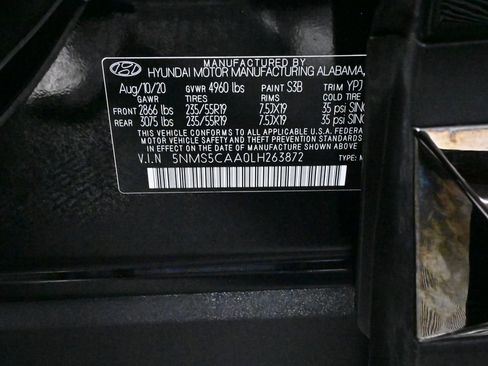 MANUFACTURED BY
HYUNDAI MOTOR MANUFACTURING ALABAMA,
Aug/10/20 GVWR 4960 lbs PAINT S3B TRIM YPJ
GAWR TIRES RIMS COLD TIRE
FRONT 2866 lbs 235/55R19 7.5JX19 35 psi SING
REAR 3075 lbs 235/55R19 7.5JX19 35 psi SING
THIS VEHICLE CONFORMS TO ALL APPLICABLE U.S.A. FEDERAL
MOTOR VEHICLE SAFETY AND THEFT PREVENTION STANDARDS
IN EFFECT ON THE DATE OF MANUFACTURE SHOWN ABOVE
V.I.N 5NMS5CAA0LH263872 TYPE: M